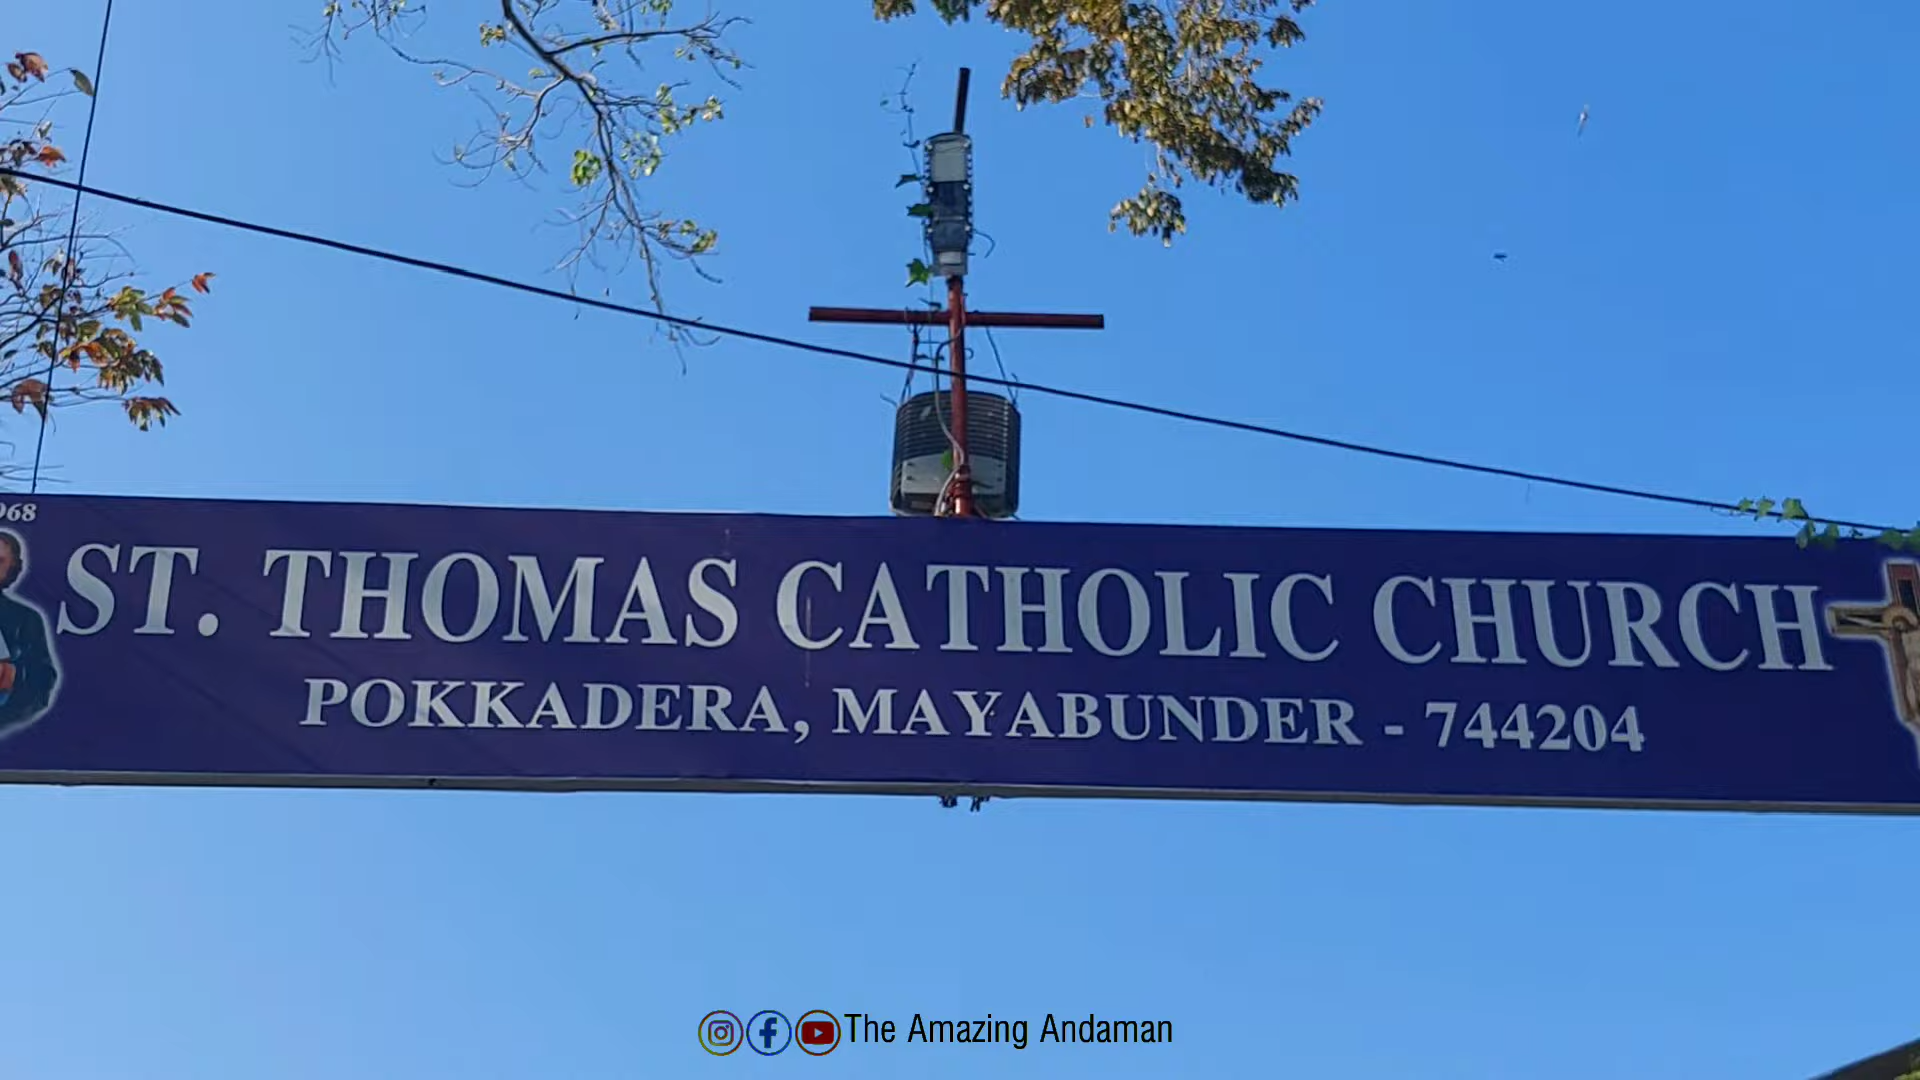 ST. THOMAS CATHOLIC CHURCH
POKKADERA, MAYABUNDER - 744204
The Amazing Andaman